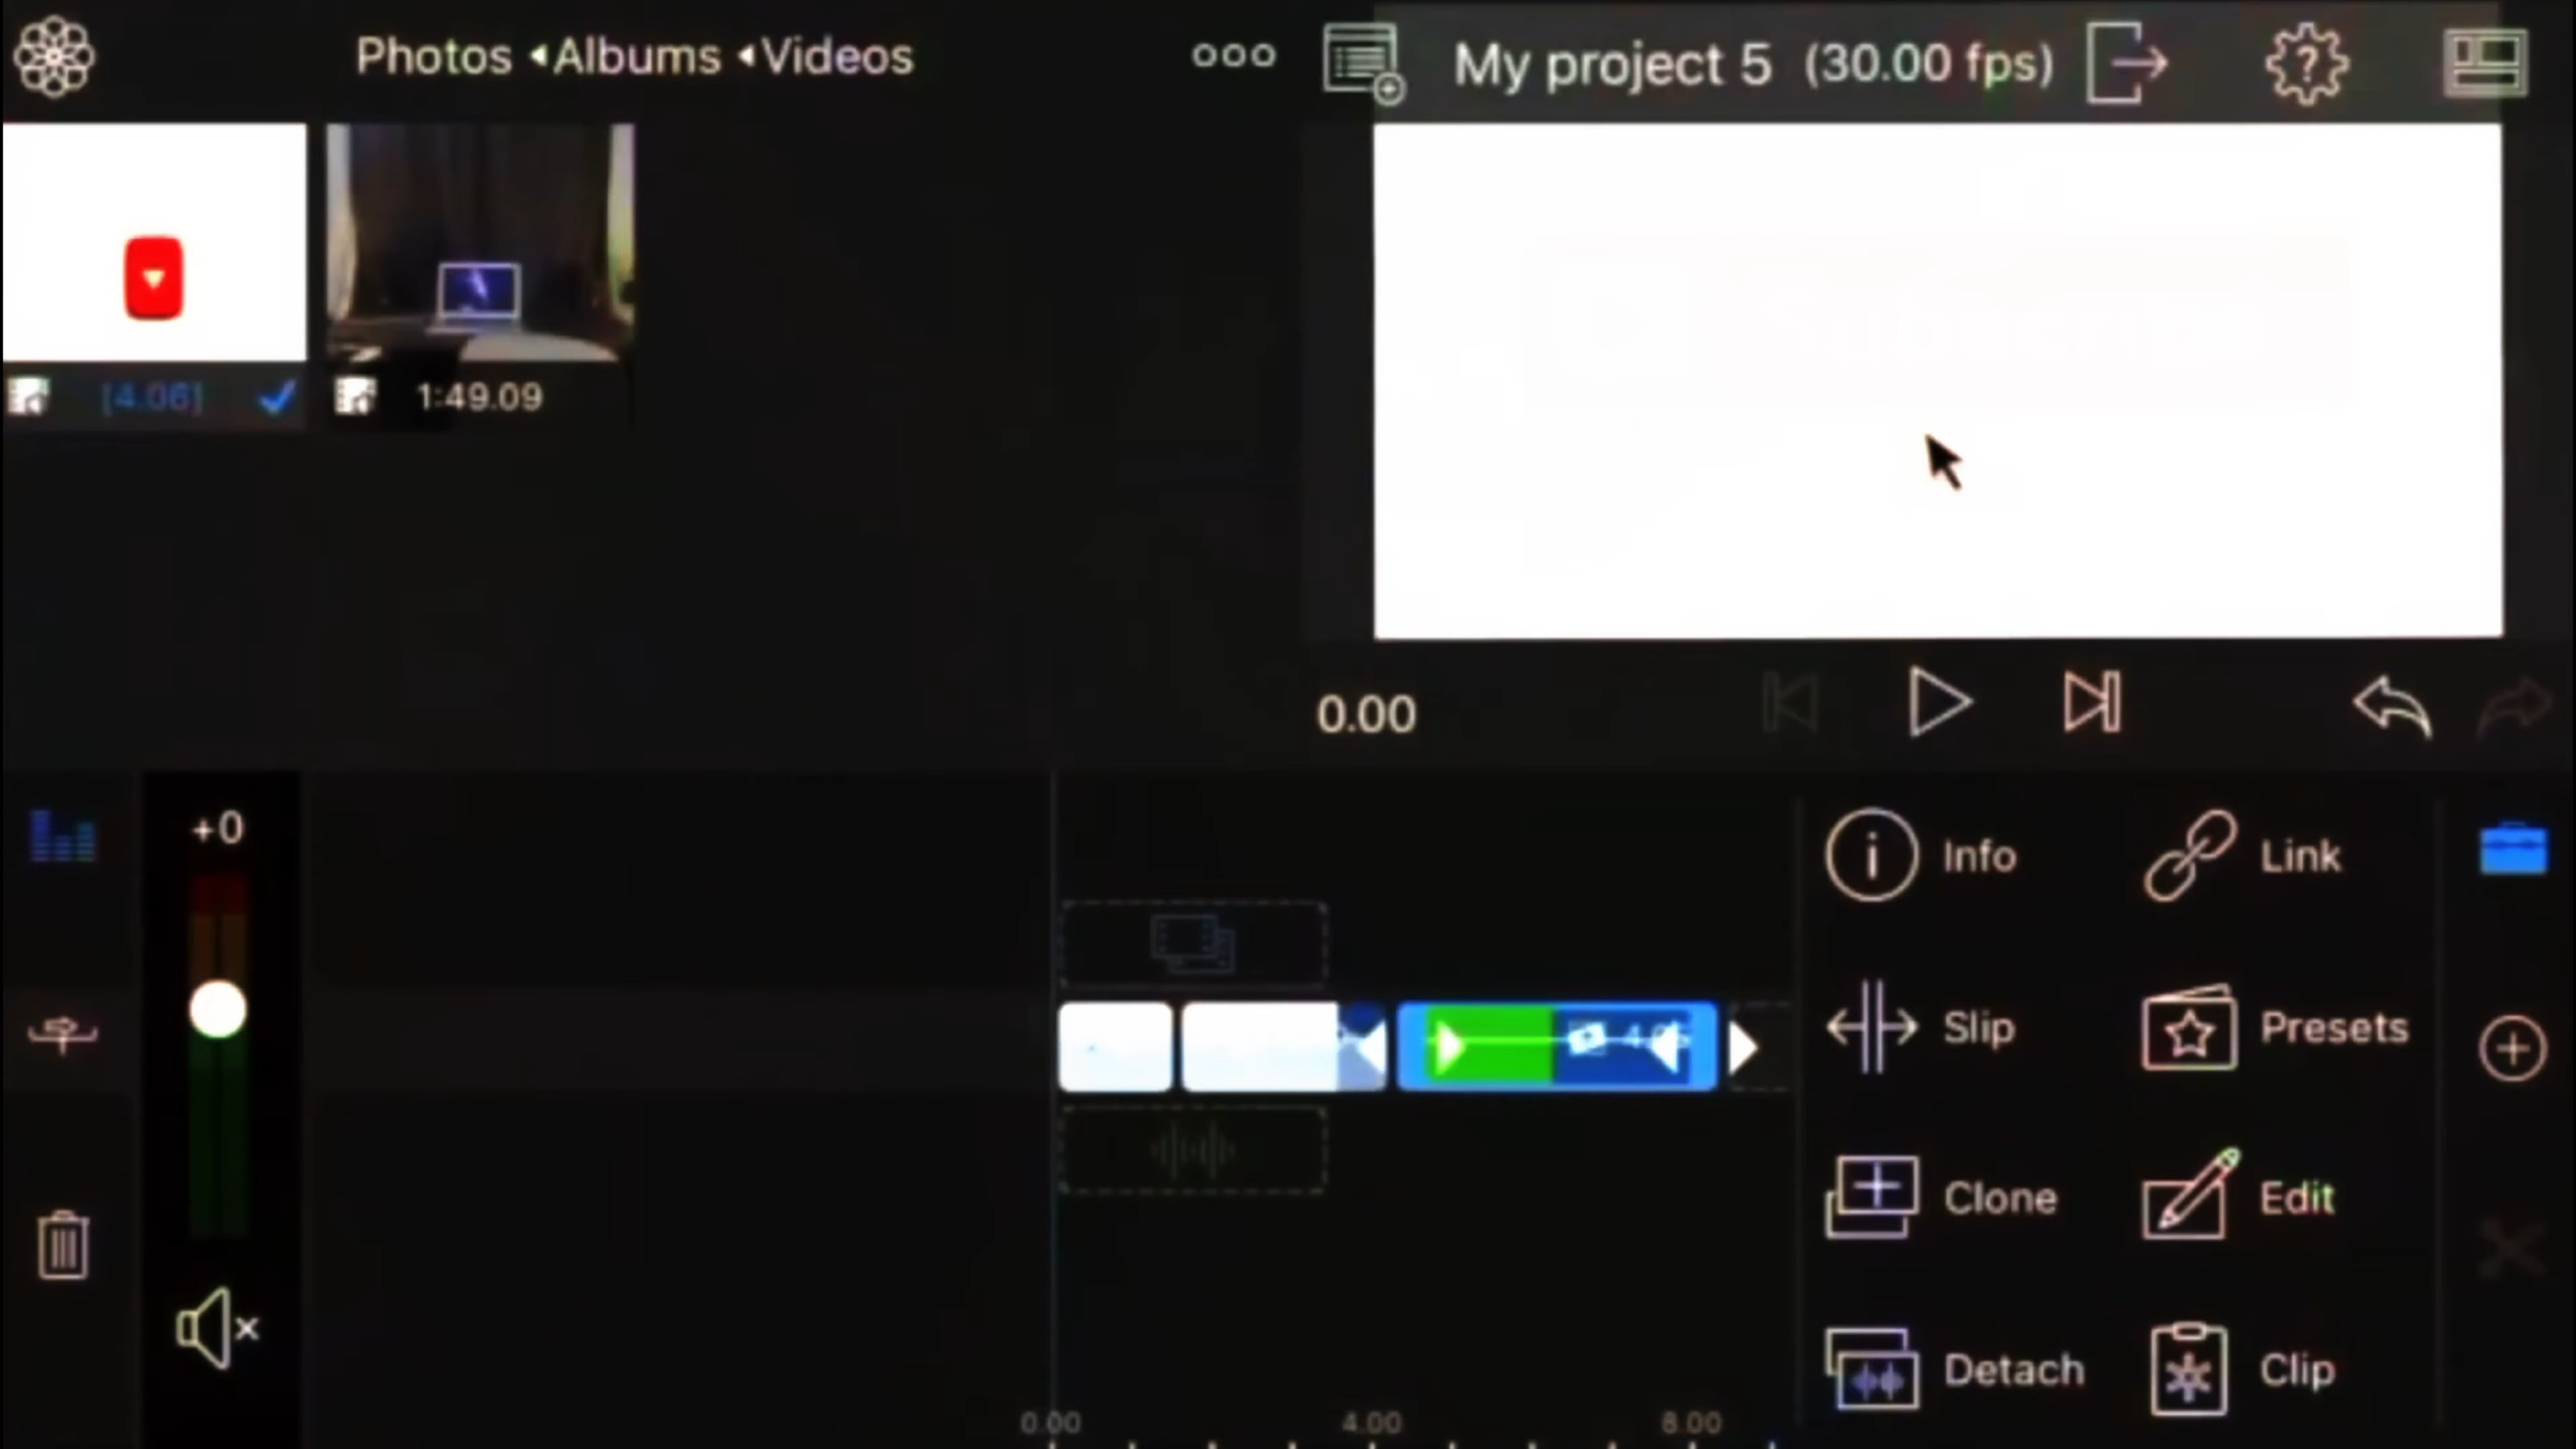 Photos ◂Albums ◂Videos
My project 5 (30.00 fps)
[4.06]
1:49.09
0.00
+0
Info
Link
Slip
Presets
Clone
Edit
Detach
Clip
0.00
4.00
8.00